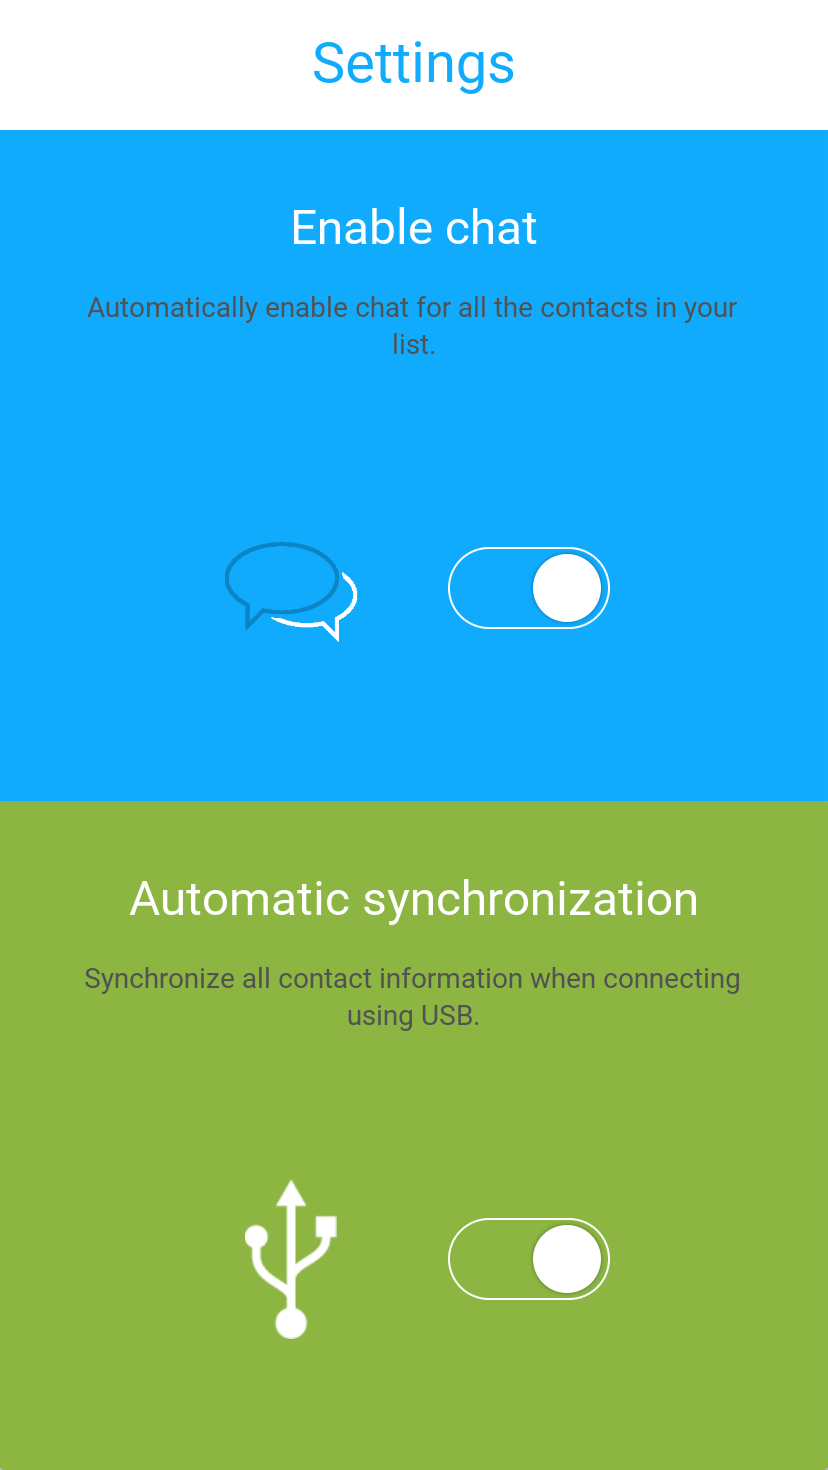 Settings
Enable chat
Automatically enable chat for all the contacts in your
list.
Automatic synchronization
Synchronize all contact information when connecting
using USB.